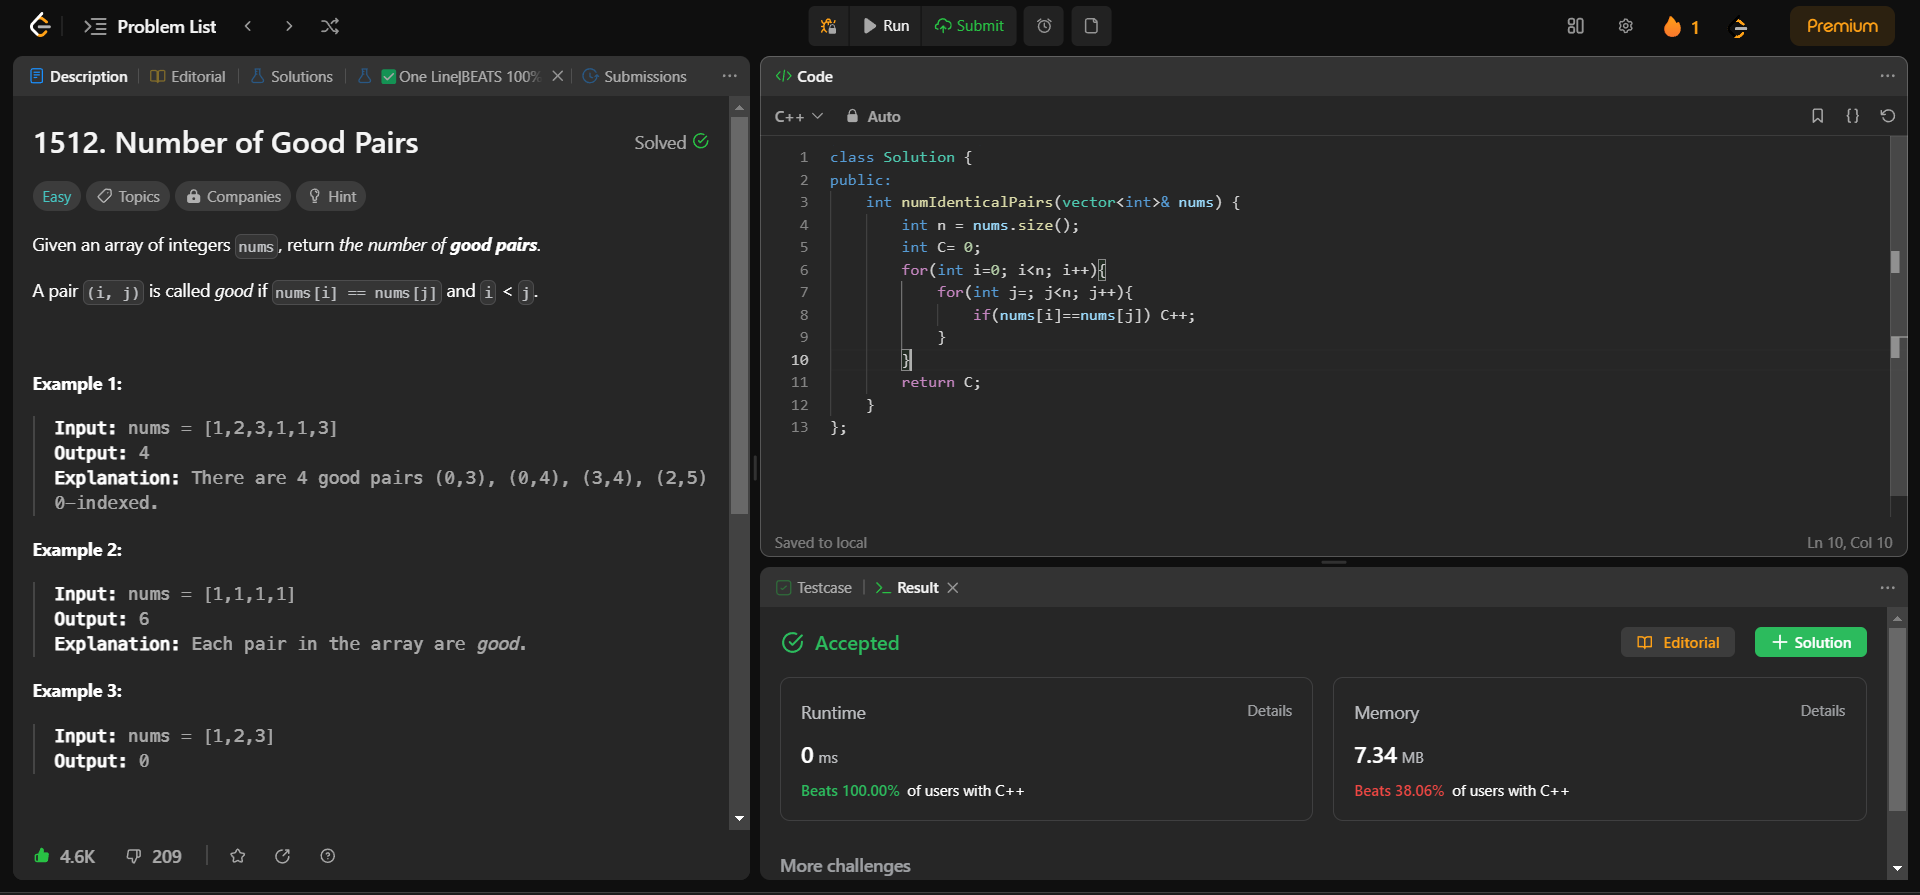 Problem List
Run
Submit
1
Premium
Description
Editorial
Solutions
✅One Line|BEATS 100%
Submissions
1512. Number of Good Pairs
Solved
Easy
Topics
Companies
Hint
Given an array of integers nums, return the number of good pairs.
A pair (i, j) is called good if nums[i] == nums[j] and i < j.
Example 1:
Input: nums = [1,2,3,1,1,3]
Output: 4
Explanation: There are 4 good pairs (0,3), (0,4), (3,4), (2,5)
0-indexed.
Example 2:
Input: nums = [1,1,1,1]
Output: 6
Explanation: Each pair in the array are good.
Example 3:
Input: nums = [1,2,3]
Output: 0
4.6K
209
</> Code
C++
Auto
1 class Solution {
2 public:
3 int numIdenticalPairs(vector<int>& nums) {
4 int n = nums.size();
5 int C= 0;
6 for(int i=0; i<n; i++){
7 for(int j=; j<n; j++){
8 if(nums[i]==nums[j]) C++;
9 }
10 }
11 return C;
12 }
13 };
Saved to local
Ln 10, Col 10
Testcase
>_ Result
Accepted
Editorial
+ Solution
Runtime
Details
0 ms
Beats 100.00% of users with C++
Memory
Details
7.34 MB
Beats 38.06% of users with C++
More challenges